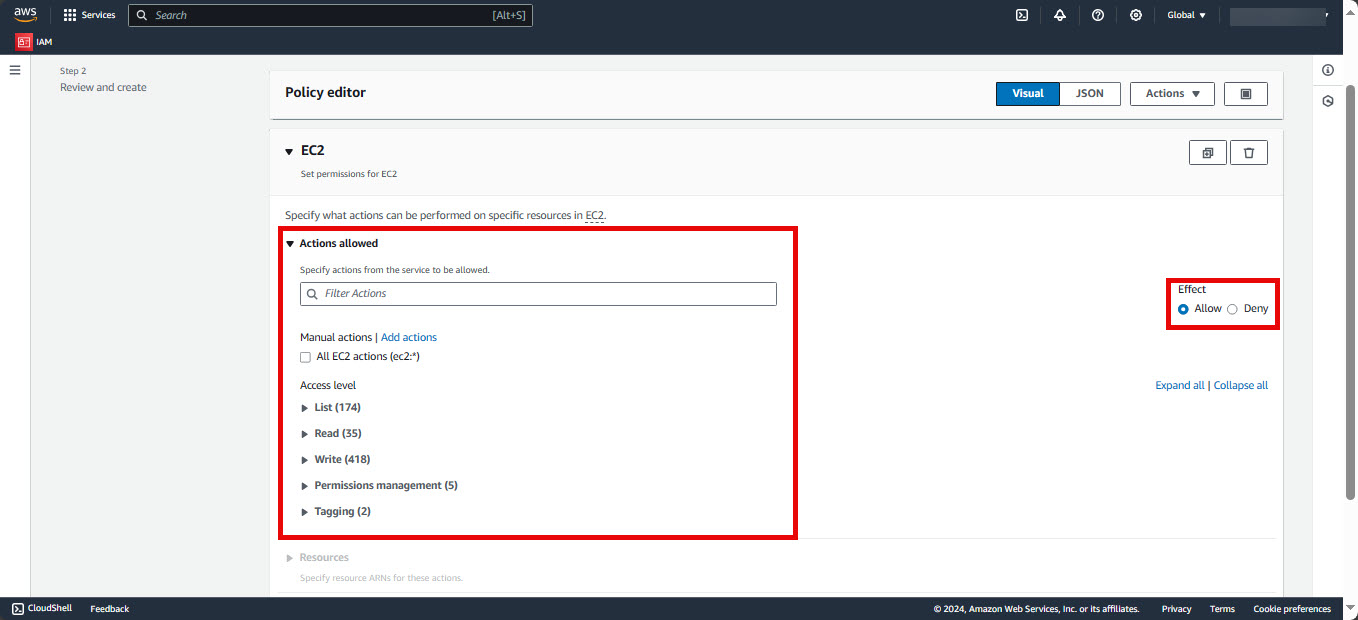 aws Services Search [Alt+S] Global
IAM
Step 2
Review and create
Policy editor Visual JSON Actions
EC2
Set permissions for EC2
Specify what actions can be performed on specific resources in EC2.
Actions allowed
Specify actions from the service to be allowed.
Filter Actions
Effect
Allow Deny
Manual actions | Add actions
All EC2 actions (ec2:*)
Access level Expand all | Collapse all
List (174)
Read (35)
Write (418)
Permissions management (5)
Tagging (2)
Resources
Specify resource ARNs for these actions.
CloudShell Feedback © 2024, Amazon Web Services, Inc. or its affiliates. Privacy Terms Cookie preferences